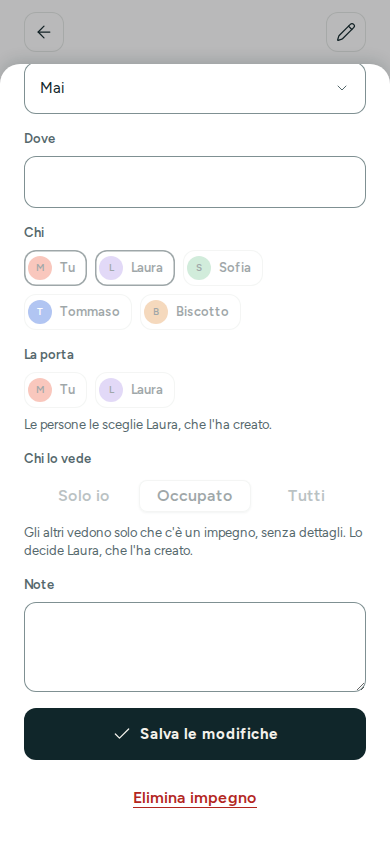 Mai
Dove
Chi
M Tu
L Laura
S Sofia
T Tommaso
B Biscotto
La porta
M Tu
L Laura
Le persone le sceglie Laura, che l'ha creato.
Chi lo vede
Solo io
Occupato
Tutti
Gli altri vedono solo che c'è un impegno, senza dettagli. Lo
decide Laura, che l'ha creato.
Note
Salva le modifiche
Elimina impegno